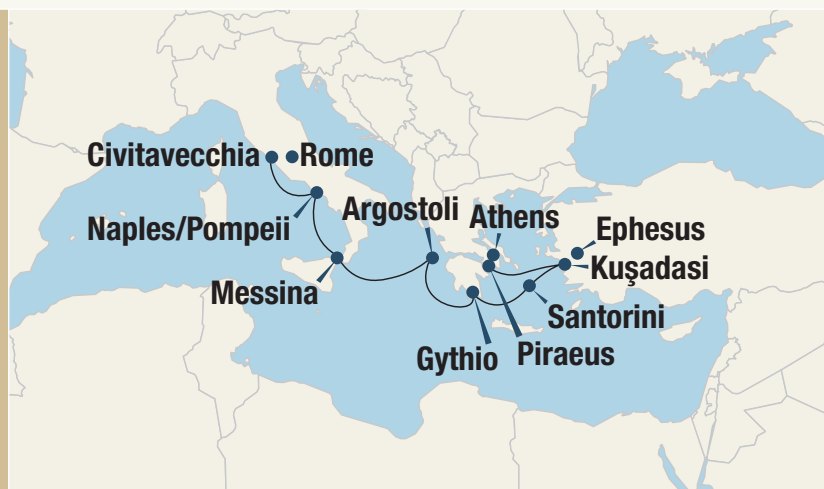 Civitavecchia
Rome
Naples/Pompeii
Argostoli
Athens
Ephesus
Kuşadasi
Messina
Santorini
Gythio
Piraeus